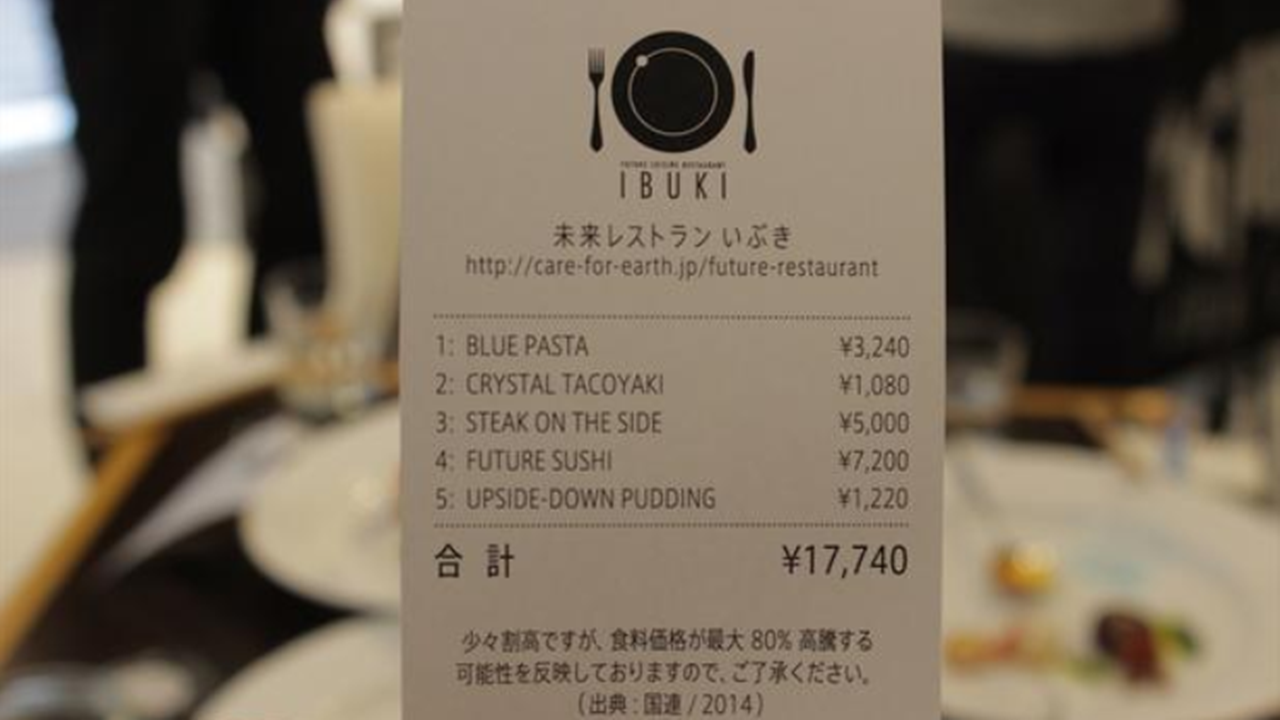 FUTURE CUISINE RESTAURANT
IBUKI
未来レストラン いぶき
http://care-for-earth.jp/future-restaurant
1: BLUE PASTA ¥3,240
2: CRYSTAL TACOYAKI ¥1,080
3: STEAK ON THE SIDE ¥5,000
4: FUTURE SUSHI ¥7,200
5: UPSIDE-DOWN PUDDING ¥1,220
合 計 ¥17,740
少々割高ですが、食料価格が最大 80% 高騰する
可能性を反映しておりますので、ご了承ください。
(出典 : 国連 / 2014)